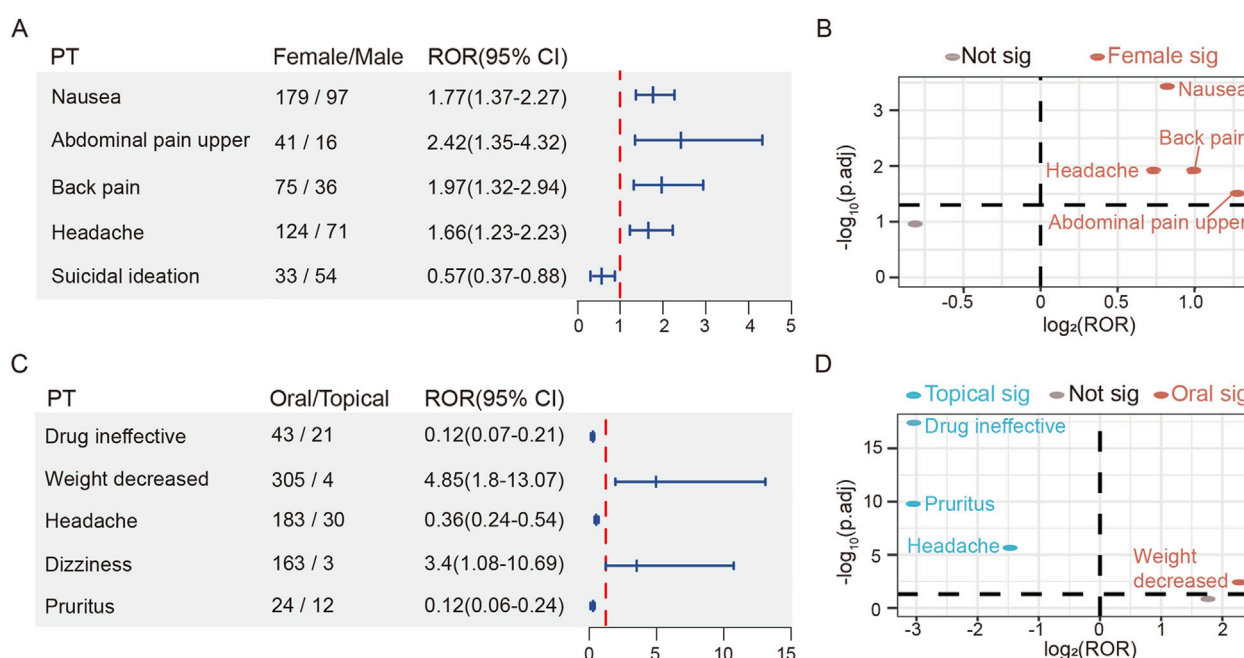 A
PT Female/Male ROR(95% CI)
Nausea 179 / 97 1.77(1.37-2.27)
Abdominal pain upper 41 / 16 2.42(1.35-4.32)
Back pain 75 / 36 1.97(1.32-2.94)
Headache 124 / 71 1.66(1.23-2.23)
Suicidal ideation 33 / 54 0.57(0.37-0.88)
0 1 2 3 4 5
B
Not sig Female sig
Nausea
Back pain
Headache
Abdominal pain upper
3
2
1
0
-log₁₀(p.adj)
-0.5 0 0.5 1.0
log₂(ROR)
C
PT Oral/Topical ROR(95% CI)
Drug ineffective 43 / 21 0.12(0.07-0.21)
Weight decreased 305 / 4 4.85(1.8-13.07)
Headache 183 / 30 0.36(0.24-0.54)
Dizziness 163 / 3 3.4(1.08-10.69)
Pruritus 24 / 12 0.12(0.06-0.24)
0 5 10 15
D
Topical sig Not sig Oral sig
Drug ineffective
Pruritus
Headache
Weight
decreased
15
10
5
0
-log₁₀(p.adj)
-3 -2 -1 0 1 2
log₂(ROR)